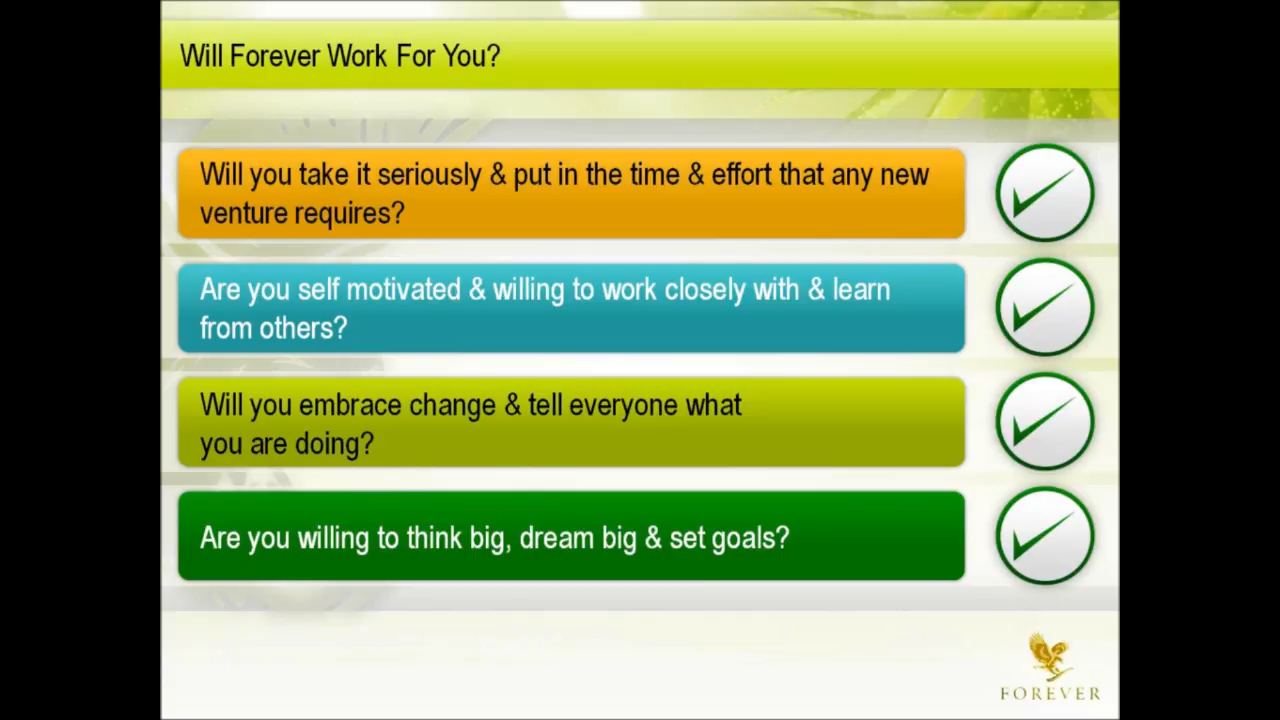 Will Forever Work For You?
Will you take it seriously & put in the time & effort that any new
venture requires?
Are you self motivated & willing to work closely with & learn
from others?
Will you embrace change & tell everyone what
you are doing?
Are you willing to think big, dream big & set goals?
FOREVER